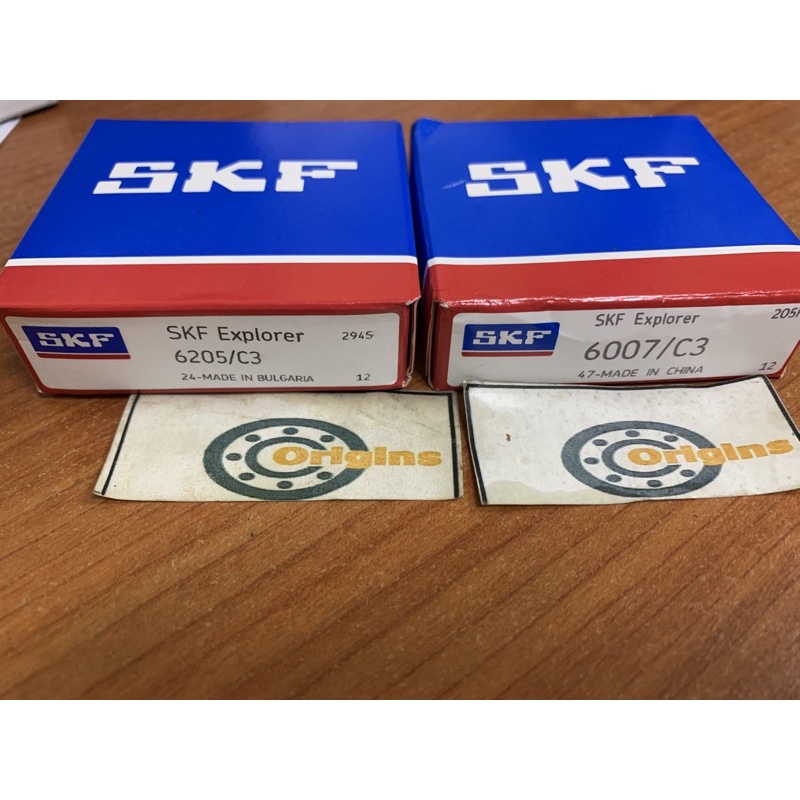 SKF
SKF
SKF
SKF Explorer
2945
6205/C3
24-MADE IN BULGARIA
12
SKF
SKF Explorer
6007/C3
47-MADE IN CHINA
12
Origins
Origins